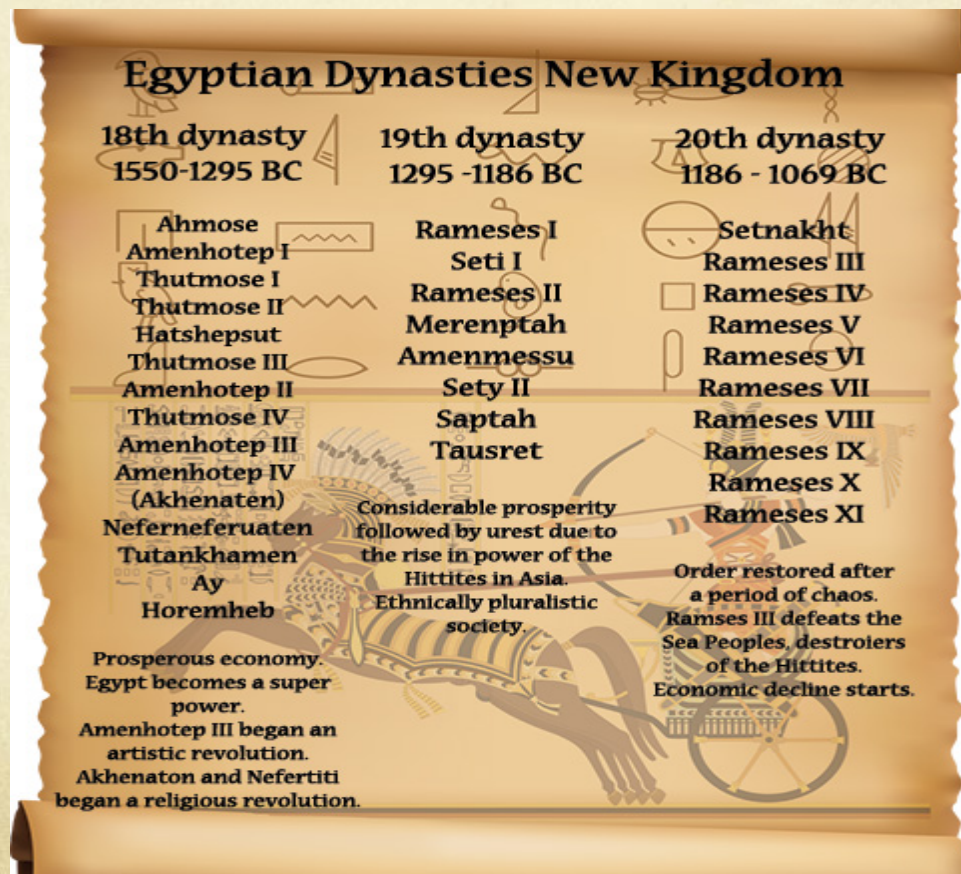 Egyptian Dynasties New Kingdom
18th dynasty
1550-1295 BC
Ahmose
Amenhotep I
Thutmose I
Thutmose II
Hatshepsut
Thutmose III
Amenhotep II
Thutmose IV
Amenhotep III
Amenhotep IV
(Akhenaten)
Neferneferuaten
Tutankhamen
Ay
Horemheb
Prosperous economy.
Egypt becomes a super
power.
Amenhotep III began an
artistic revolution.
Akhenaton and Nefertiti
began a religious revolution.
19th dynasty
1295 -1186 BC
Rameses I
Seti I
Rameses II
Merenptah
Amenmessu
Sety II
Saptah
Tausret
Considerable prosperity
followed by urest due to
the rise in power of the
Hittites in Asia.
Ethnically pluralistic
society.
20th dynasty
1186 - 1069 BC
Setnakht
Rameses III
Rameses IV
Rameses V
Rameses VI
Rameses VII
Rameses VIII
Rameses IX
Rameses X
Rameses XI
Order restored after
a period of chaos.
Ramses III defeats the
Sea Peoples, destroiers
of the Hittites.
Economic decline starts.